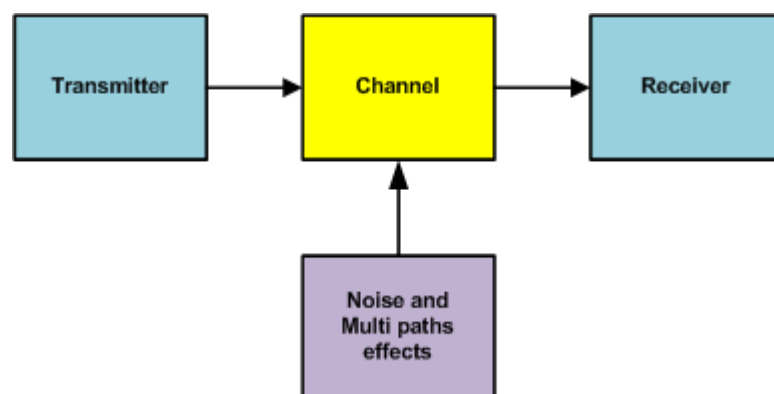 Transmitter
Channel
Receiver
Noise and
Multi paths
effects